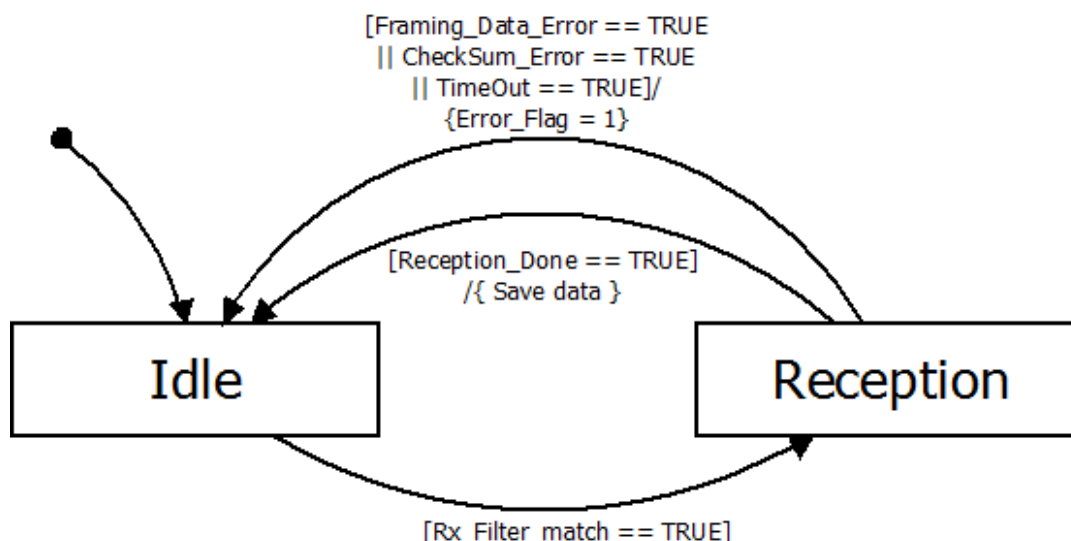 [Framing_Data_Error == TRUE
|| CheckSum_Error == TRUE
|| TimeOut == TRUE]/
{Error_Flag = 1}
[Reception_Done == TRUE]
/{ Save data }
Idle
Reception
[Rx_Filter_match == TRUE]